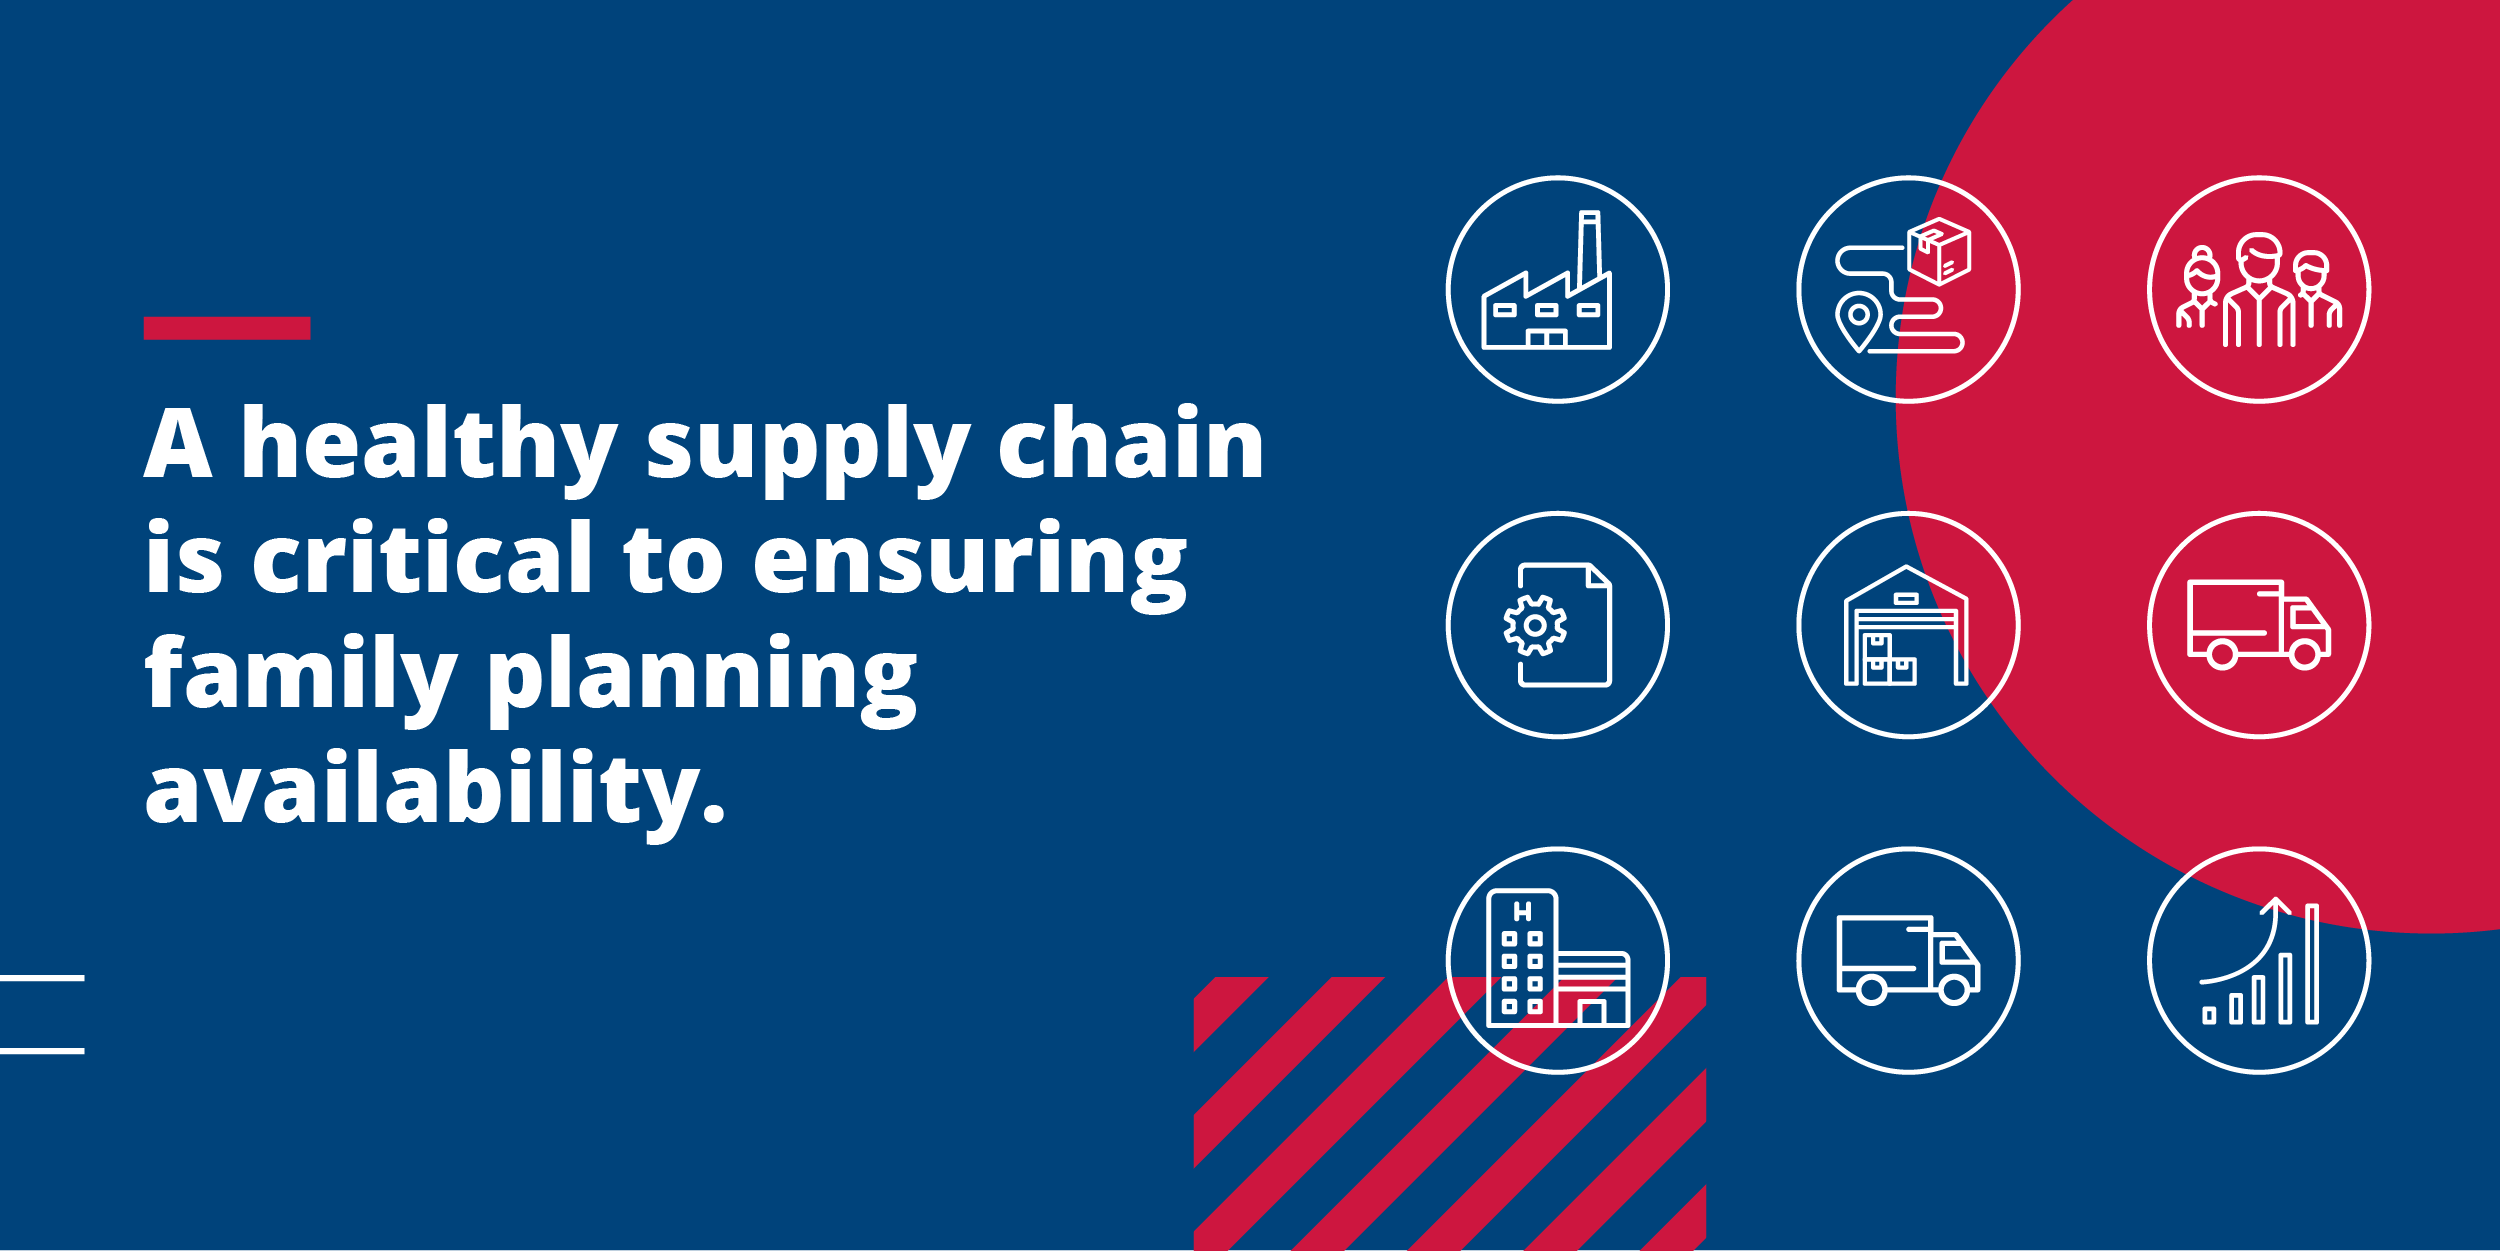 A healthy supply chain
is critical to ensuring
family planning
availability.
H